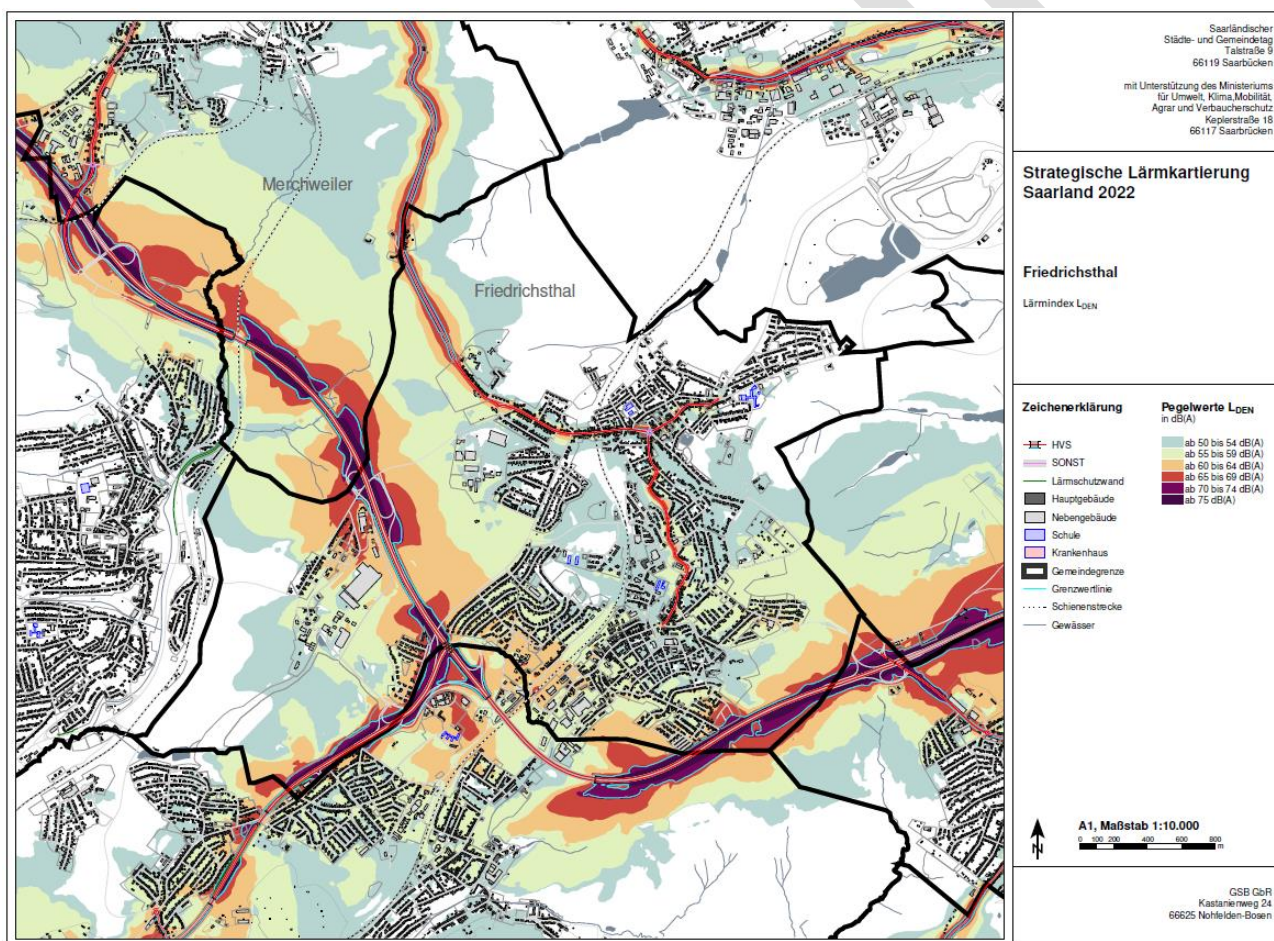 Merchweiler
Friedrichsthal
Saarländischer
Städte- und Gemeindetag
Talstraße 9
66119 Saarbücken
mit Unterstützung des Ministeriums
für Umwelt, Klima,Mobilität,
Agrar und Verbaucherschutz
Keplerstraße 18
66117 Saarbrücken
Strategische Lärmkartierung
Saarland 2022
Friedrichsthal
Lärmindex LDEN
Zeichenerklärung
HVS
SONST
Lärmschutzwand
Hauptgebäude
Nebengebäude
Schule
Krankenhaus
Gemeindegrenze
Grenzwertlinie
Schienenstrecke
Gewässer
Pegelwerte LDEN
in dB(A)
ab 50 bis 54 dB(A)
ab 55 bis 59 dB(A)
ab 60 bis 64 dB(A)
ab 65 bis 69 dB(A)
ab 70 bis 74 dB(A)
ab 75 dB(A)
N
A1, Maßstab 1:10.000
0 100 200 400 600 800
m
GSB GbR
Kastanienweg 24
66625 Nohfelden-Bosen